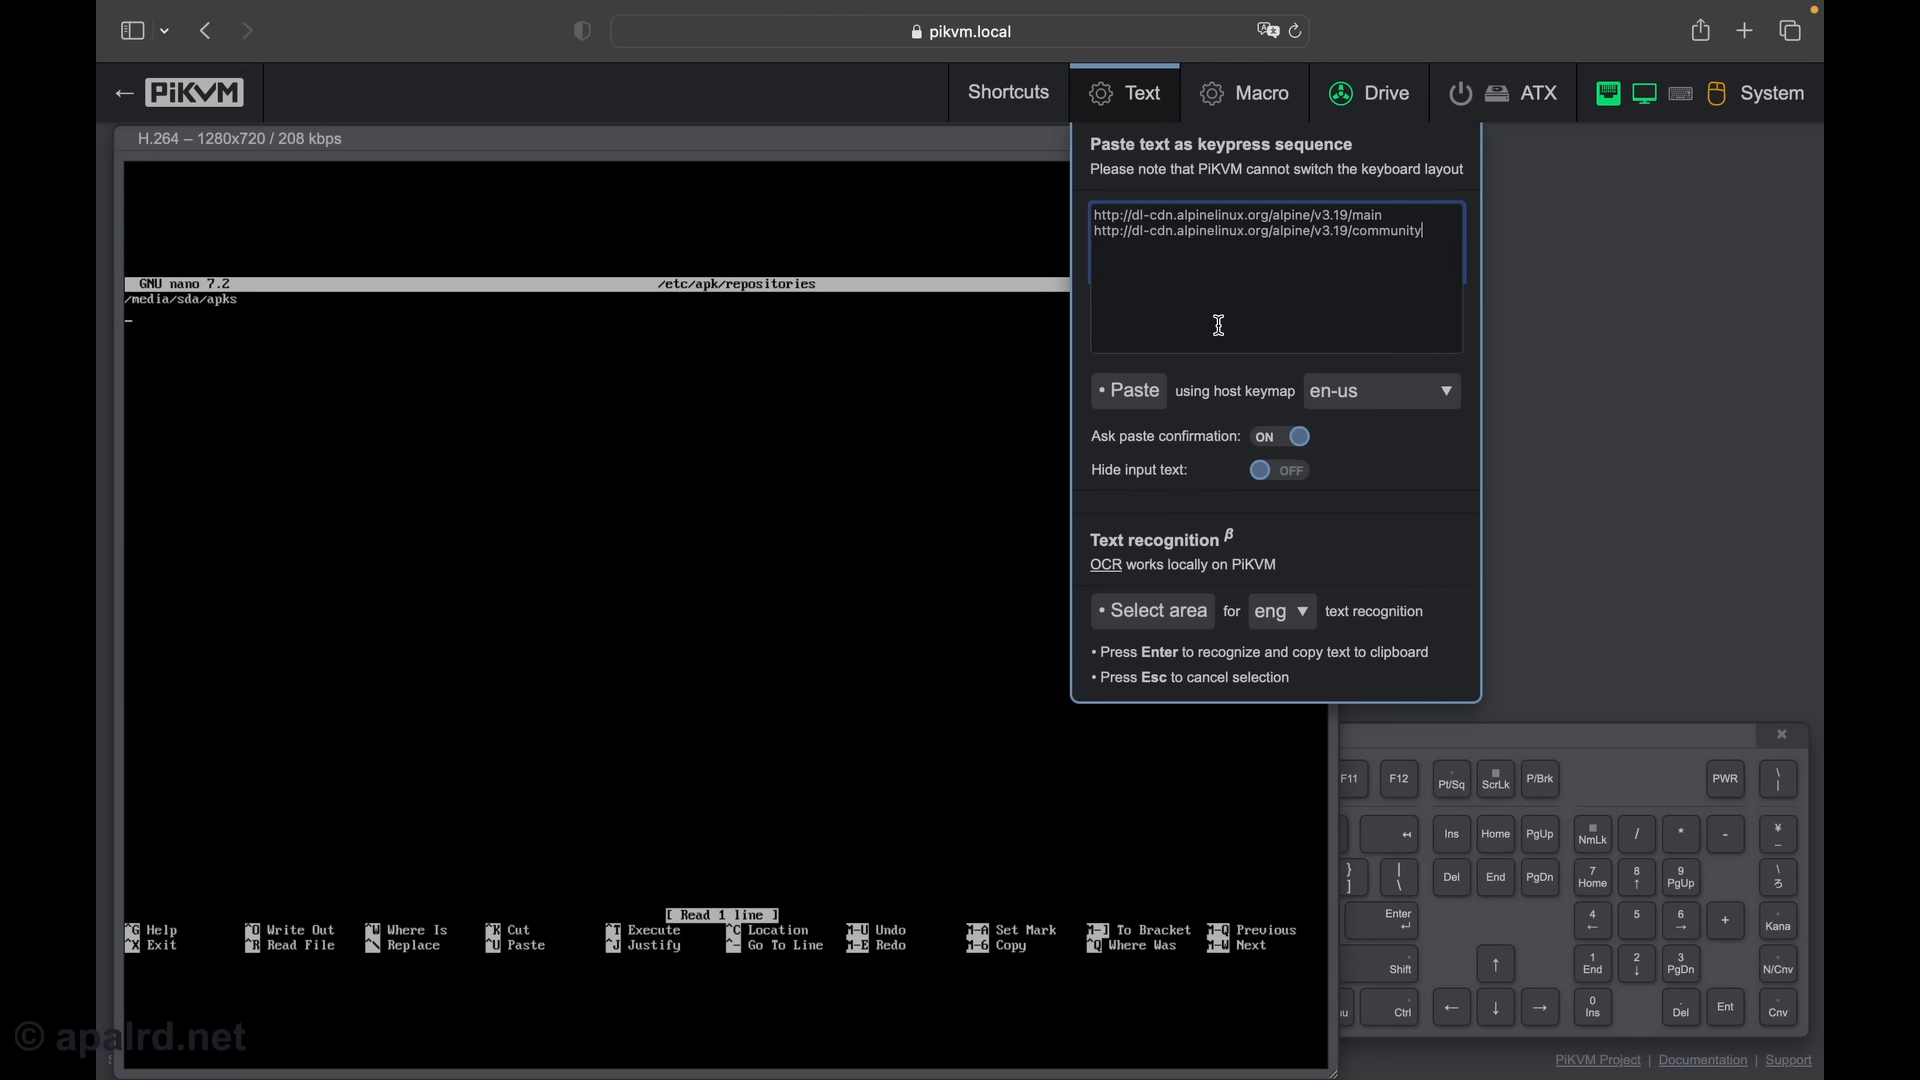 pikvm.local
← PiKVM
Shortcuts
Text
Macro
Drive
ATX
System
H.264 – 1280x720 / 208 kbps
Paste text as keypress sequence
Please note that PiKVM cannot switch the keyboard layout
http://dl-cdn.alpinelinux.org/alpine/v3.19/main
http://dl-cdn.alpinelinux.org/alpine/v3.19/community
GNU nano 7.2 /etc/apk/repositories
/media/sda/apks
• Paste using host keymap en-us ▼
Ask paste confirmation: ON
Hide input text: OFF
Text recognition β
OCR works locally on PiKVM
• Select area for eng ▼ text recognition
• Press Enter to recognize and copy text to clipboard
• Press Esc to cancel selection
[ Read 1 line ]
^G Help ^O Write Out ^W Where Is ^K Cut ^T Execute ^C Location M-U Undo M-A Set Mark M-] To Bracket M-Q Previous
^X Exit ^R Read File ^\ Replace ^U Paste ^J Justify ^_ Go To Line M-E Redo M-6 Copy ^Q Where Was M-W Next
F11 F12 Pt/Sq ScrLk P/Brk PWR \ |
↤ Ins Home PgUp NmLk / * - ¥ _
} ] | \ Del End PgDn 7 Home 8 ↑ 9 PgUp \ ろ
Enter ↵ 4 ← 5 6 → + Kana
Shift ↑ 1 End 2 ↓ 3 PgDn N/Cnv
Ctrl ← ↓ → 0 Ins . Del Ent Cnv
© apalrd.net
PiKVM Project | Documentation | Support